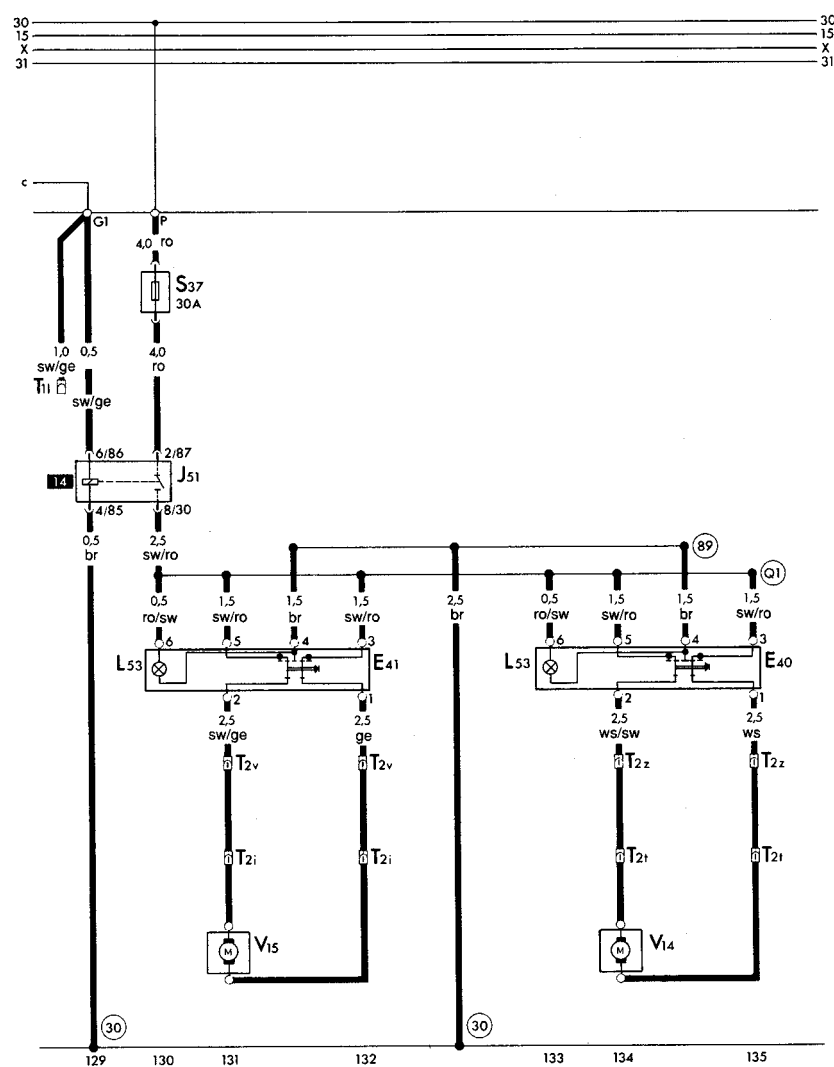 30 30
15 15
X X
31 31
c
G1 P
4,0 ro
S37
30A
1,0 0,5 4,0
sw/ge ro
T1l
sw/ge
6/86 2/87
14 J51
4/85 8/30
0,5 2,5
br sw/ro
89
Q1
0,5 1,5 1,5 1,5 2,5 0,5 1,5 1,5 1,5
ro/sw sw/ro br sw/ro br ro/sw sw/ro br sw/ro
6 5 4 3 6 5 4 3
L53 E41 L53 E40
2 1 2 1
2,5 2,5 2,5 2,5
sw/ge ge ws/sw ws
T2v T2v T2z T2z
T2i T2i T2t T2t
M V15 M V14
30 30
129 130 131 132 133 134 135